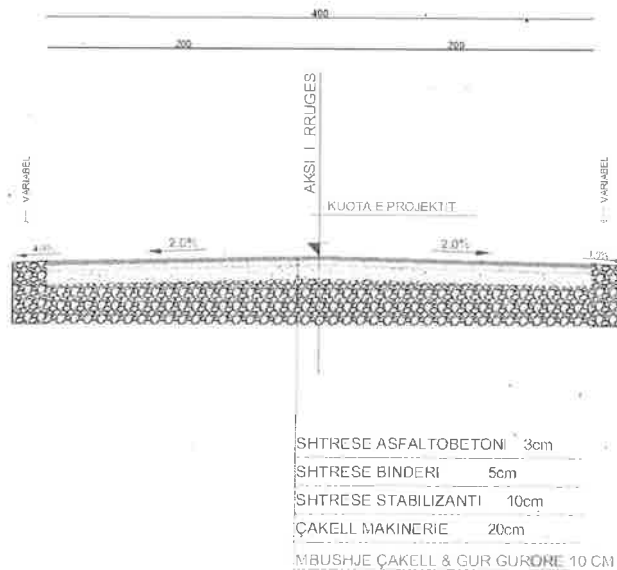 400
200 200
AKSI I RRUGES
VARIABEL
VARIABEL
KUOTA E PROJEKTIT
2.0% 2.0%
SHTRESE ASFALTOBETONI 3cm
SHTRESE BINDERI 5cm
SHTRESE STABILIZANTI 10cm
ÇAKELL MAKINERIE 20cm
MBUSHJE ÇAKELL & GUR GURORE 10 CM